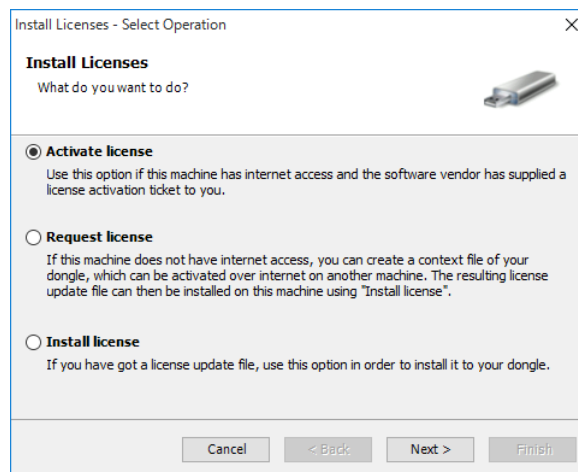 Install Licenses - Select Operation
Install Licenses
What do you want to do?
Activate license
Use this option if this machine has internet access and the software vendor has supplied a
license activation ticket to you.
Request license
If this machine does not have internet access, you can create a context file of your
dongle, which can be activated over internet on another machine. The resulting license
update file can then be installed on this machine using "Install license".
Install license
If you have got a license update file, use this option in order to install it to your dongle.
Cancel < Back Next > Finish